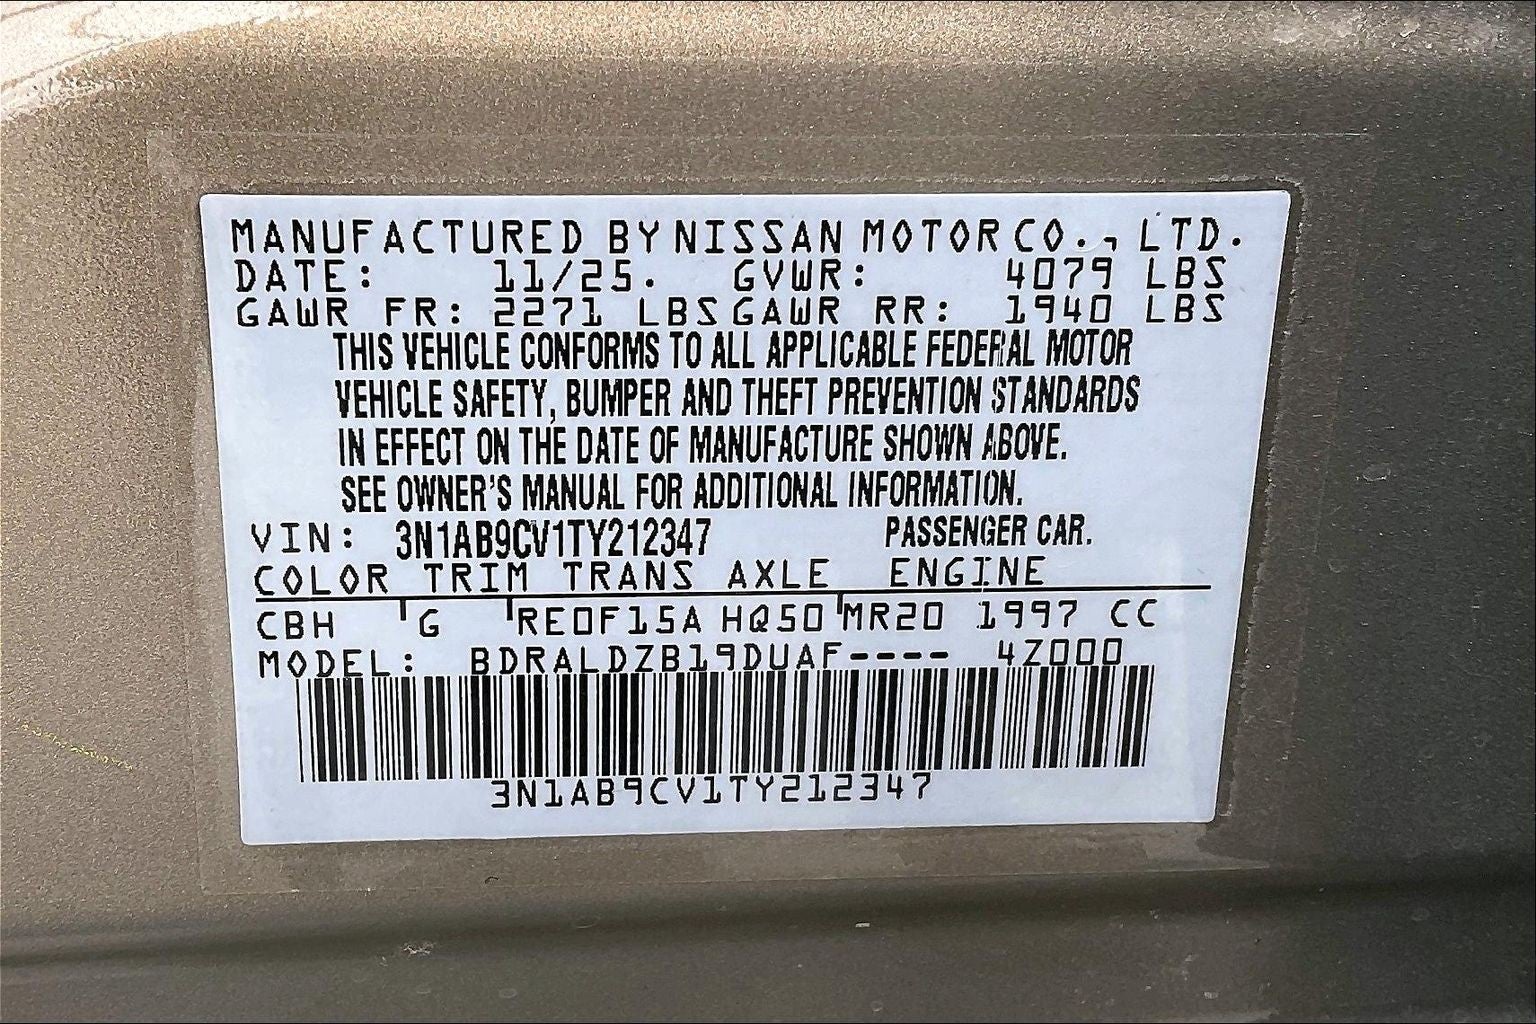 MANUFACTURED BY NISSAN MOTOR CO., LTD.
DATE: 11/25. GVWR: 4079 LBS
GAWR FR: 2271 LBS GAWR RR: 1940 LBS
THIS VEHICLE CONFORMS TO ALL APPLICABLE FEDERAL MOTOR
VEHICLE SAFETY, BUMPER AND THEFT PREVENTION STANDARDS
IN EFFECT ON THE DATE OF MANUFACTURE SHOWN ABOVE.
SEE OWNER'S MANUAL FOR ADDITIONAL INFORMATION.
VIN: 3N1AB9CV1TY212347 PASSENGER CAR.
COLOR TRIM TRANS AXLE ENGINE
CBH G RE0F15A HQ50 MR20 1997 CC
MODEL: BDRALDZB19DUAF---- 4Z000
3N1AB9CV1TY212347